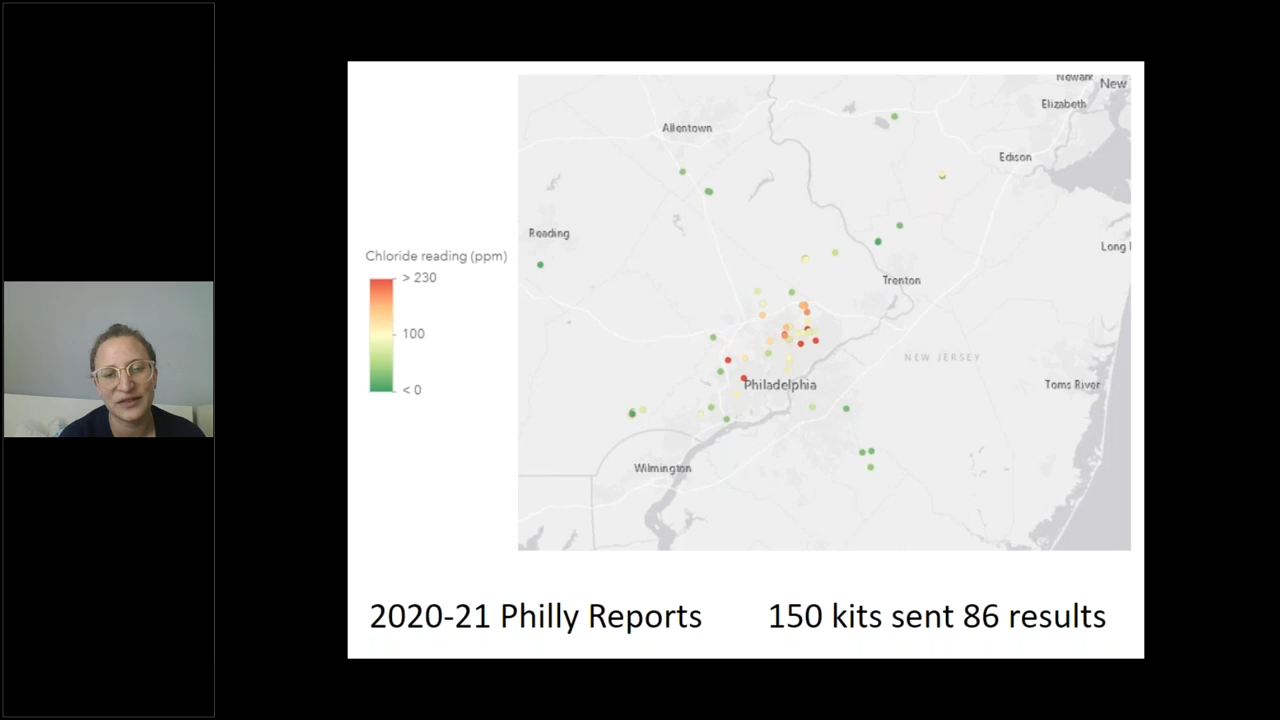 Newark
New
Elizabeth
Allentown
Edison
Reading
Long
Chloride reading (ppm)
> 230
Trenton
100
NEW JERSEY
< 0
Philadelphia
Toms River
Wilmington
2020-21 Philly Reports
150 kits sent 86 results